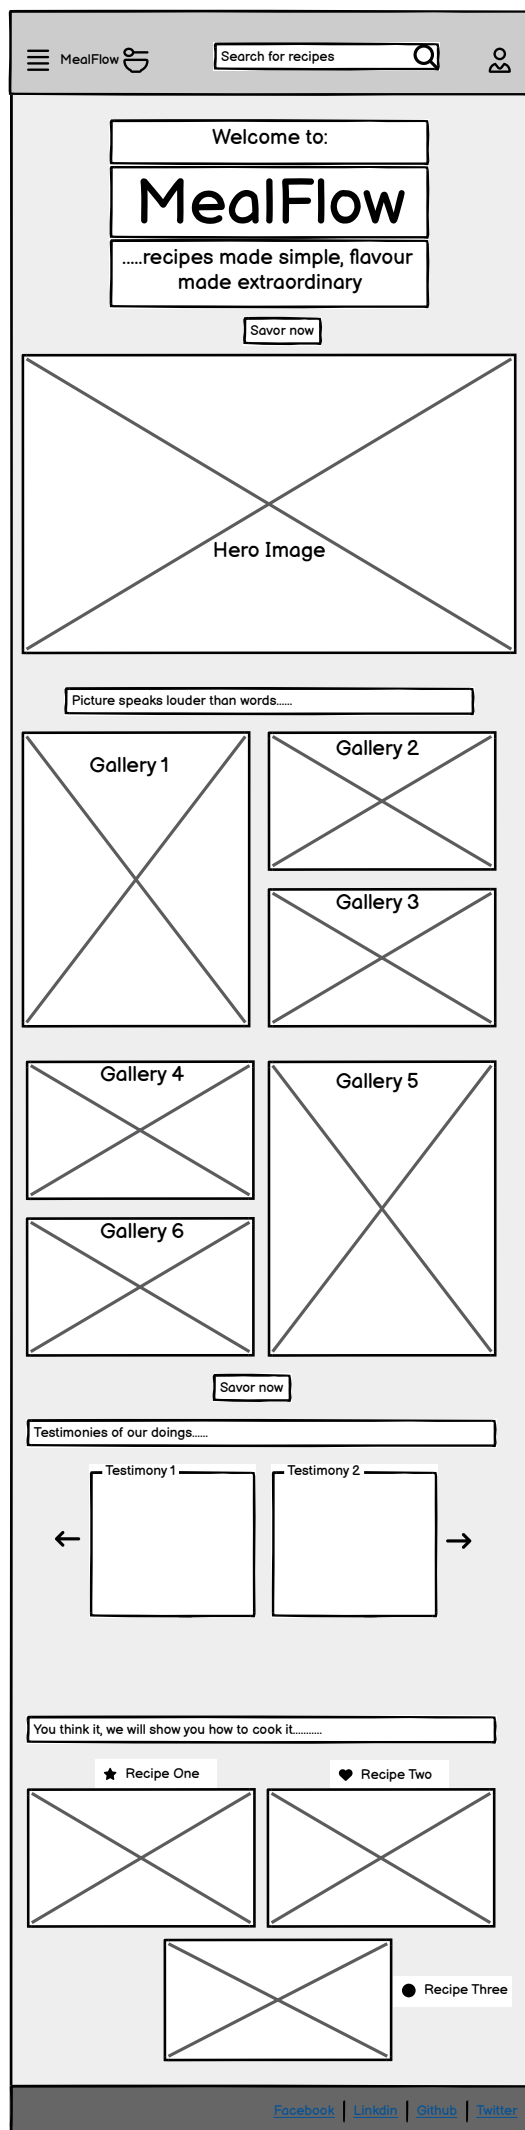 MealFlow
Search for recipes
Welcome to:
MealFlow
.....recipes made simple, flavour
made extraordinary
Savor now
Hero Image
Picture speaks louder than words......
Gallery 1
Gallery 2
Gallery 3
Gallery 4
Gallery 5
Gallery 6
Savor now
Testimonies of our doings......
Testimony 1
Testimony 2
You think it, we will show you how to cook it...........
Recipe One
Recipe Two
Recipe Three
Facebook | Linkdin | Github | Twitter